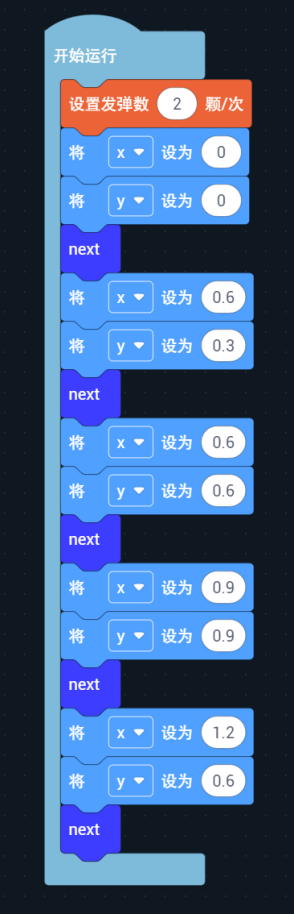 开始运行
设置发弹数 2 颗/次
将 x 设为 0
将 y 设为 0
next
将 x 设为 0.6
将 y 设为 0.3
next
将 x 设为 0.6
将 y 设为 0.6
next
将 x 设为 0.9
将 y 设为 0.9
next
将 x 设为 1.2
将 y 设为 0.6
next